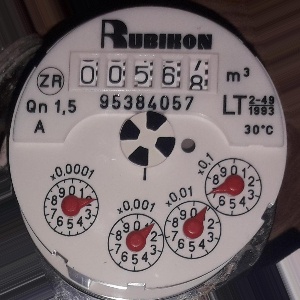 RUBIKON
00568 m³
ZR
Qn 1,5
95384057
LT 2-49 1993
A
30°C
x0,0001
x0,001
x0,01
x0,1